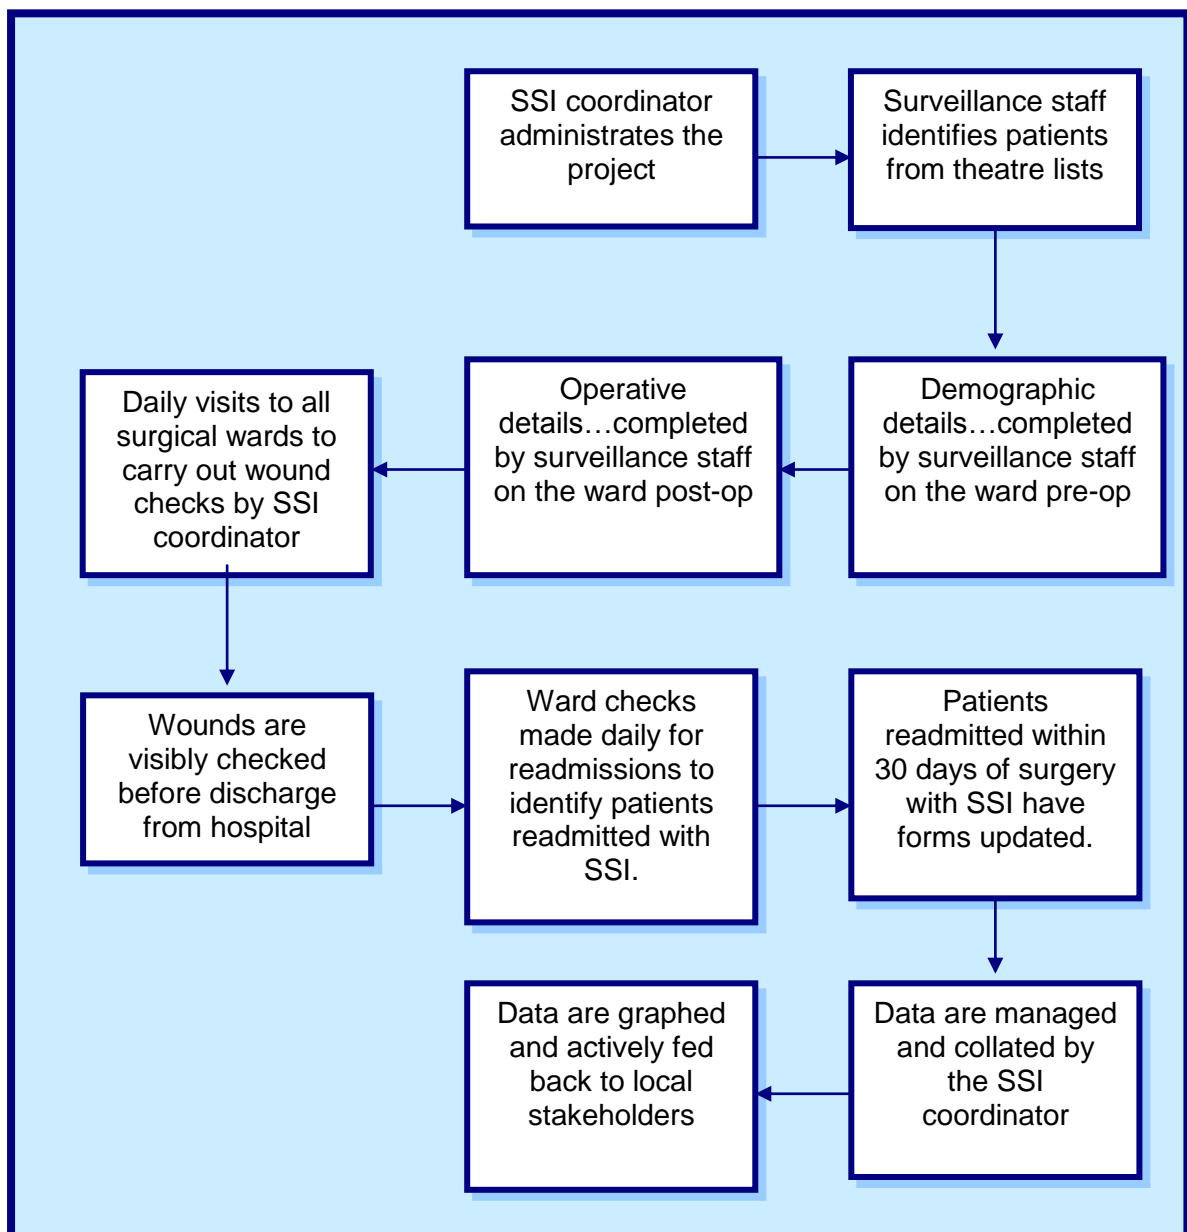 SSI coordinator
administrates the
project
Surveillance staff
identifies patients
from theatre lists
Demographic
details…completed
by surveillance staff
on the ward pre-op
Operative
details…completed
by surveillance staff
on the ward post-op
Daily visits to all
surgical wards to
carry out wound
checks by SSI
coordinator
Wounds are
visibly checked
before discharge
from hospital
Ward checks
made daily for
readmissions to
identify patients
readmitted with
SSI.
Patients
readmitted within
30 days of surgery
with SSI have
forms updated.
Data are managed
and collated by
the SSI
coordinator
Data are graphed
and actively fed
back to local
stakeholders